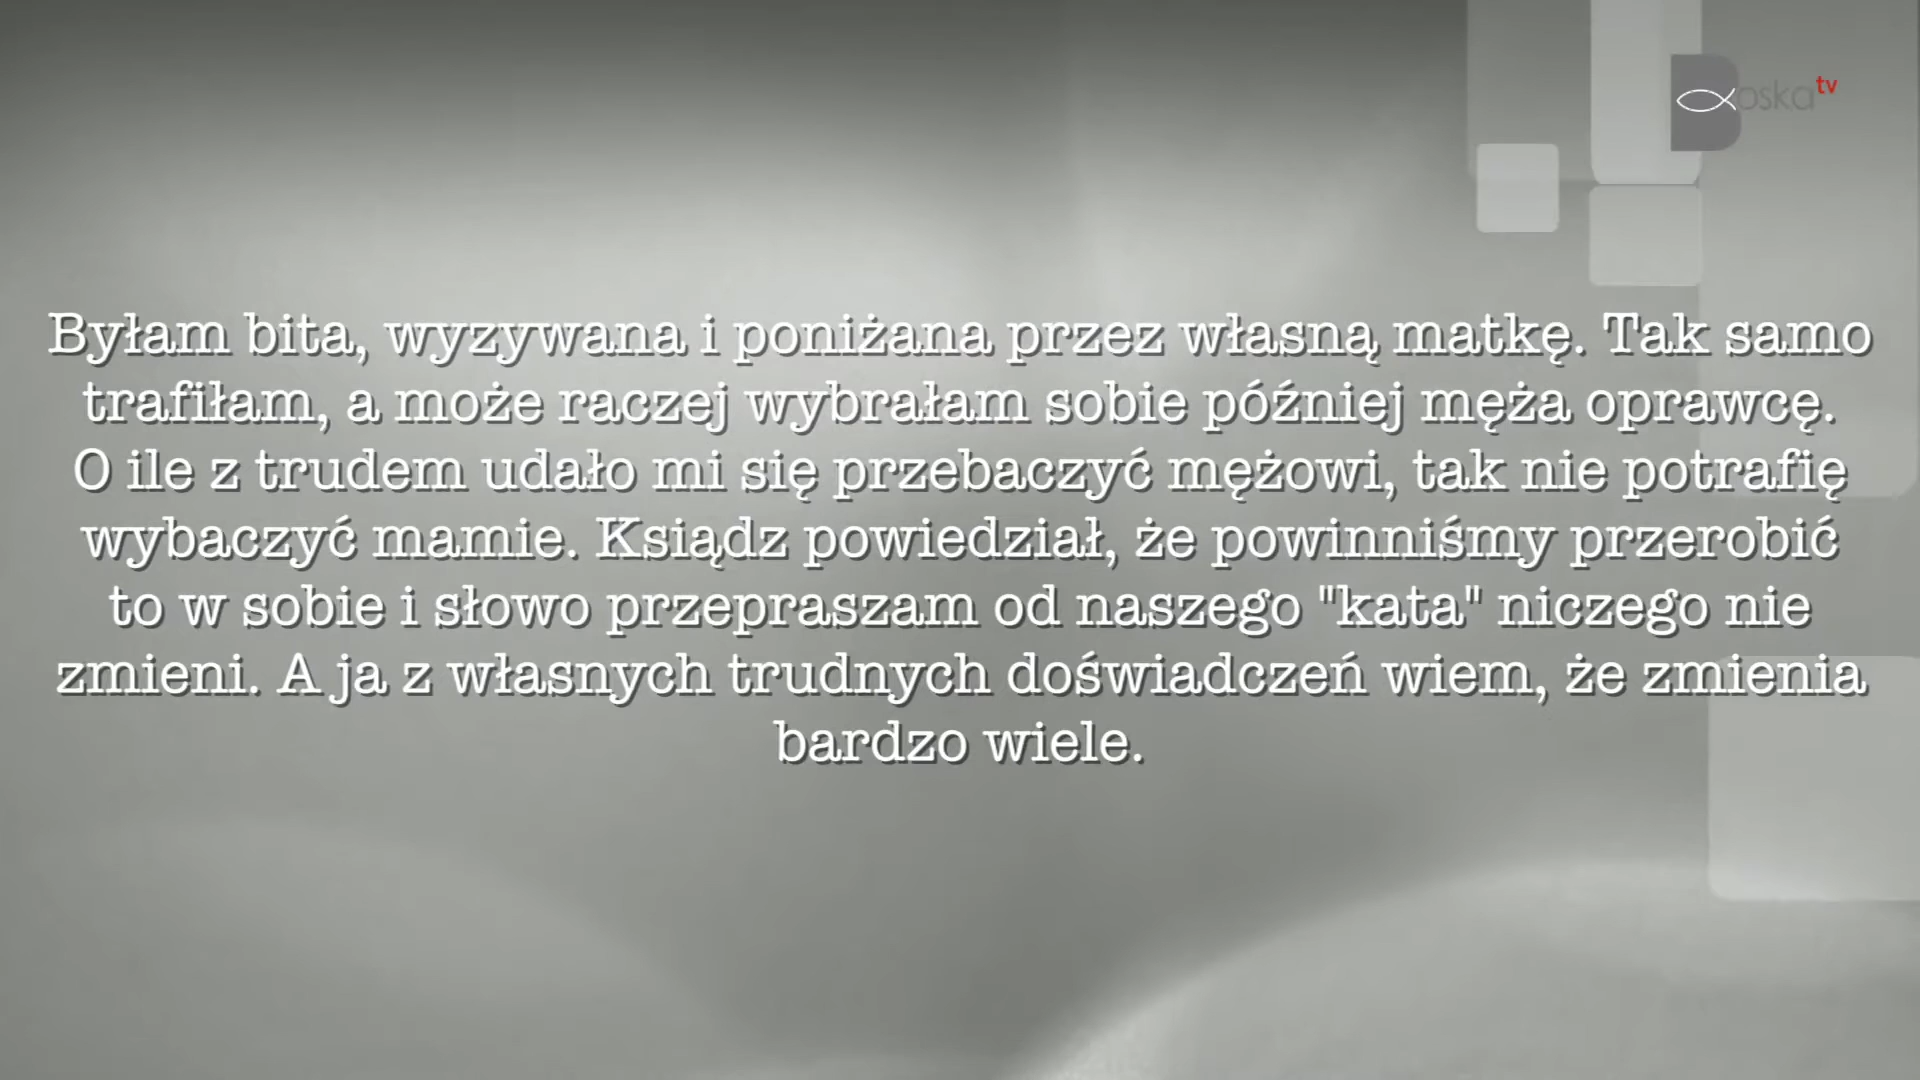 Boska tv
Byłam bita, wyzywana i poniżana przez własną matkę. Tak samo
trafiłam, a może raczej wybrałam sobie później męża oprawcę.
O ile z trudem udało mi się przebaczyć mężowi, tak nie potrafię
wybaczyć mamie. Ksiądz powiedział, że powinniśmy przerobić
to w sobie i słowo przepraszam od naszego "kata" niczego nie
zmieni. A ja z własnych trudnych doświadczeń wiem, że zmienia
bardzo wiele.